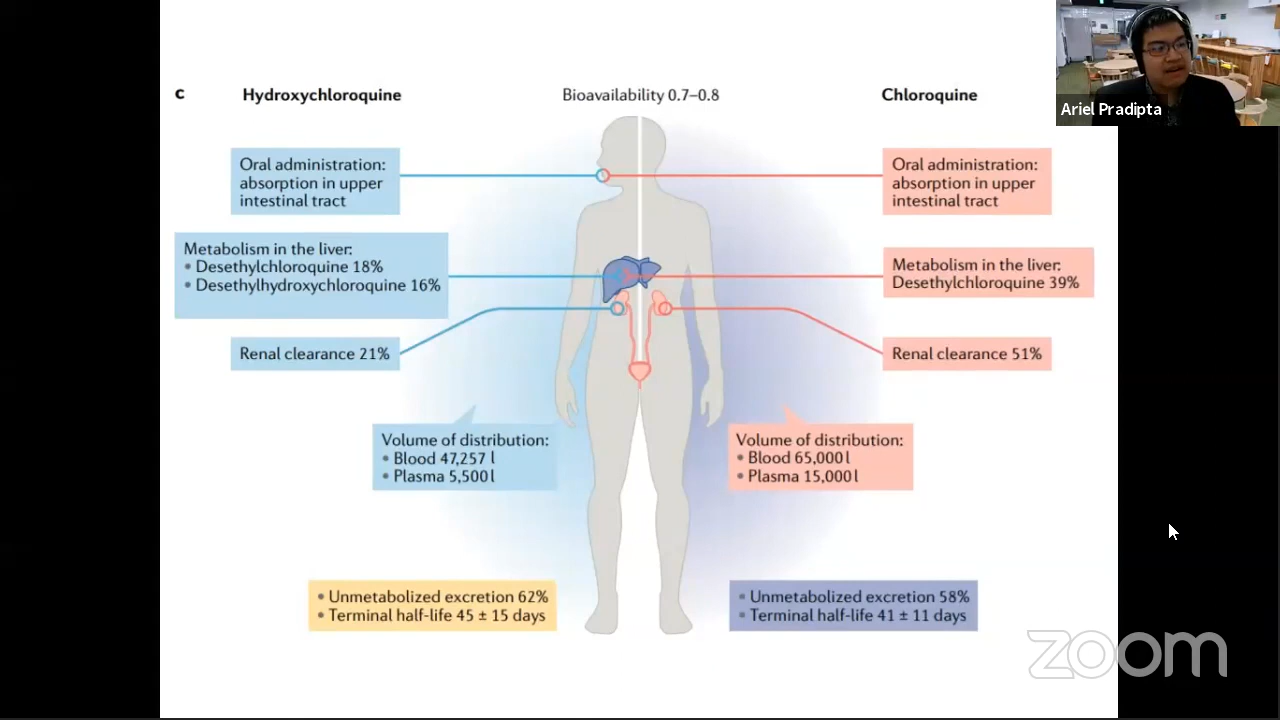 c
Hydroxychloroquine
Bioavailability 0.7–0.8
Chloroquine
Ariel Pradipta
Oral administration:
absorption in upper
intestinal tract
Oral administration:
absorption in upper
intestinal tract
Metabolism in the liver:
• Desethylchloroquine 18%
• Desethylhydroxychloroquine 16%
Metabolism in the liver:
Desethylchloroquine 39%
Renal clearance 21%
Renal clearance 51%
Volume of distribution:
• Blood 47,257 l
• Plasma 5,500 l
Volume of distribution:
• Blood 65,000 l
• Plasma 15,000 l
• Unmetabolized excretion 62%
• Terminal half-life 45 ± 15 days
• Unmetabolized excretion 58%
• Terminal half-life 41 ± 11 days
zoom